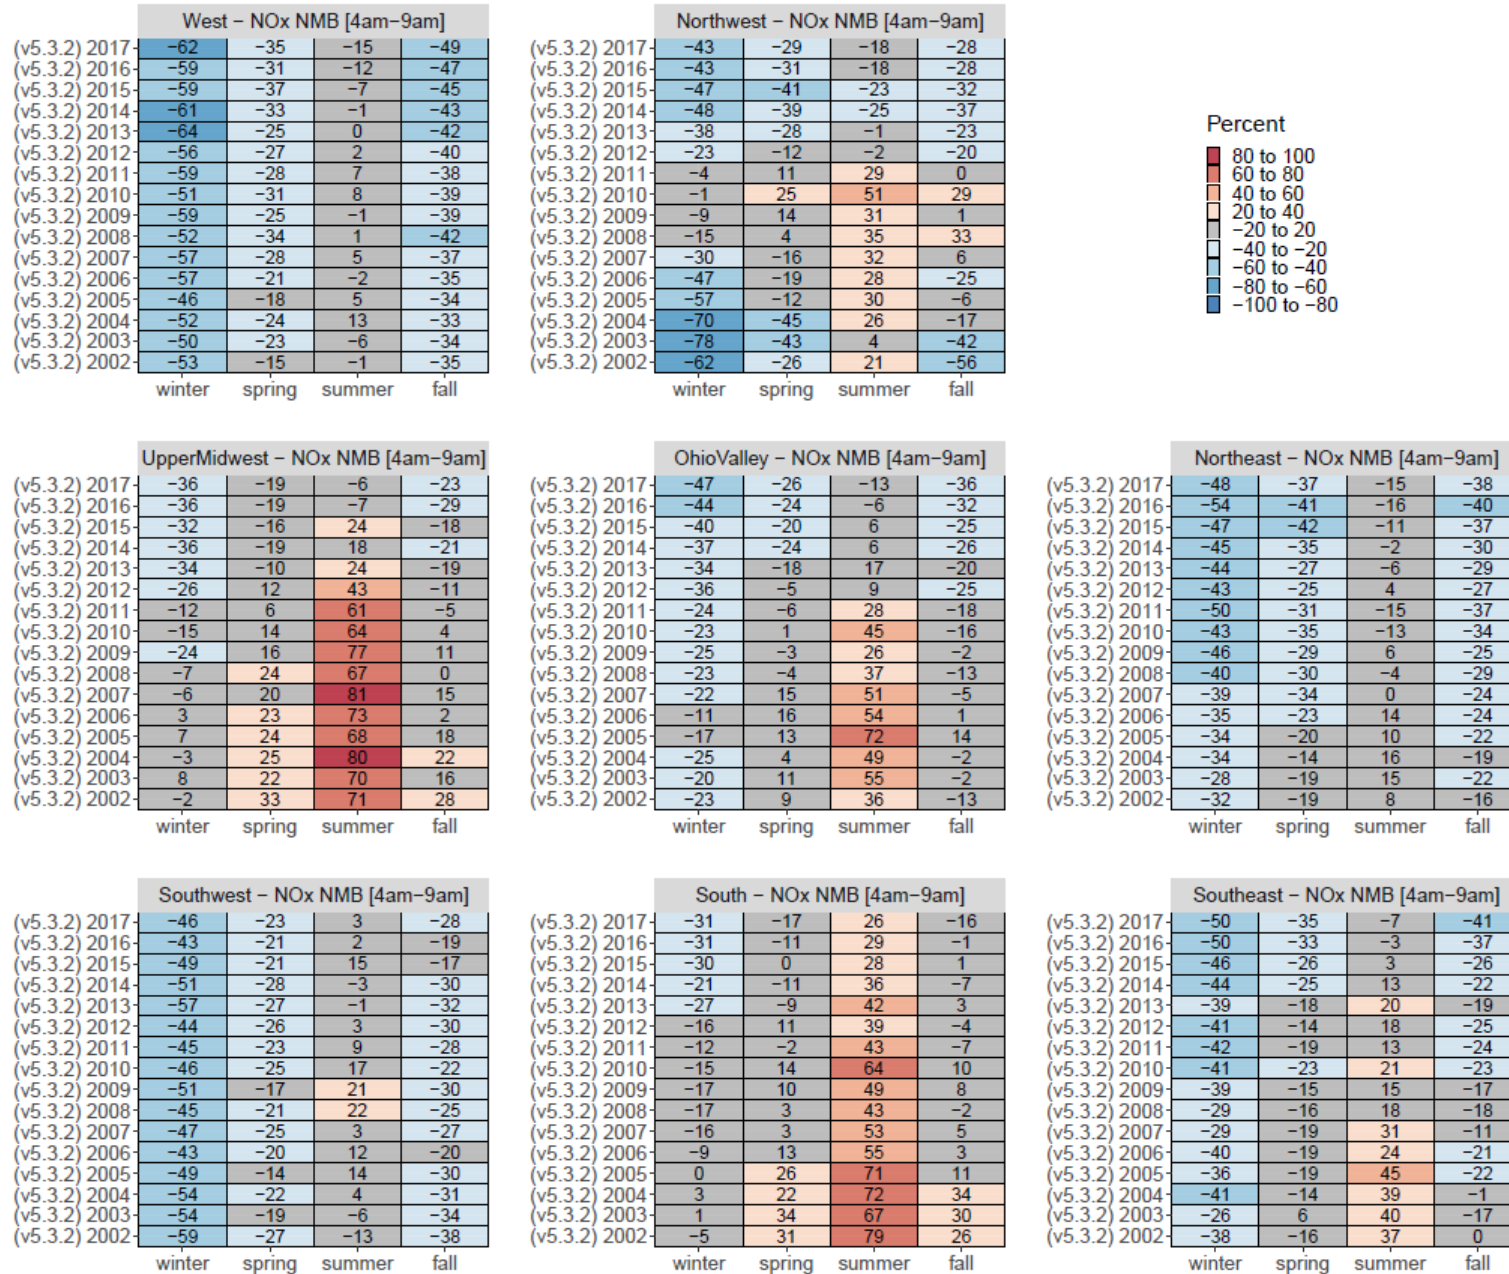 West − NOx NMB [4am−9am]
(v5.3.2) 2017 −62 −35 −15 −49
(v5.3.2) 2016 −59 −31 −12 −47
(v5.3.2) 2015 −59 −37 −7 −45
(v5.3.2) 2014 −61 −33 −1 −43
(v5.3.2) 2013 −64 −25 0 −42
(v5.3.2) 2012 −56 −27 2 −40
(v5.3.2) 2011 −59 −28 7 −38
(v5.3.2) 2010 −51 −31 8 −39
(v5.3.2) 2009 −59 −25 −1 −39
(v5.3.2) 2008 −52 −34 1 −42
(v5.3.2) 2007 −57 −28 5 −37
(v5.3.2) 2006 −57 −21 −2 −35
(v5.3.2) 2005 −46 −18 5 −34
(v5.3.2) 2004 −52 −24 13 −33
(v5.3.2) 2003 −50 −23 −6 −34
(v5.3.2) 2002 −53 −15 −1 −35
winter spring summer fall
Northwest − NOx NMB [4am−9am]
(v5.3.2) 2017 −43 −29 −18 −28
(v5.3.2) 2016 −43 −31 −18 −28
(v5.3.2) 2015 −47 −41 −23 −32
(v5.3.2) 2014 −48 −39 −25 −37
(v5.3.2) 2013 −38 −28 −1 −23
(v5.3.2) 2012 −23 −12 −2 −20
(v5.3.2) 2011 −4 11 29 0
(v5.3.2) 2010 −1 25 51 29
(v5.3.2) 2009 −9 14 31 1
(v5.3.2) 2008 −15 4 35 33
(v5.3.2) 2007 −30 −16 32 6
(v5.3.2) 2006 −47 −19 28 −25
(v5.3.2) 2005 −57 −12 30 −6
(v5.3.2) 2004 −70 −45 26 −17
(v5.3.2) 2003 −78 −43 4 −42
(v5.3.2) 2002 −62 −26 21 −56
winter spring summer fall
Percent
80 to 100
60 to 80
40 to 60
20 to 40
−20 to 20
−40 to −20
−60 to −40
−80 to −60
−100 to −80
UpperMidwest − NOx NMB [4am−9am]
(v5.3.2) 2017 −36 −19 −6 −23
(v5.3.2) 2016 −36 −19 −7 −29
(v5.3.2) 2015 −32 −16 24 −18
(v5.3.2) 2014 −36 −19 18 −21
(v5.3.2) 2013 −34 −10 24 −19
(v5.3.2) 2012 −26 12 43 −11
(v5.3.2) 2011 −12 6 61 −5
(v5.3.2) 2010 −15 14 64 4
(v5.3.2) 2009 −24 16 77 11
(v5.3.2) 2008 −7 24 67 0
(v5.3.2) 2007 −6 20 81 15
(v5.3.2) 2006 3 23 73 2
(v5.3.2) 2005 7 24 68 18
(v5.3.2) 2004 −3 25 80 22
(v5.3.2) 2003 8 22 70 16
(v5.3.2) 2002 −2 33 71 28
winter spring summer fall
OhioValley − NOx NMB [4am−9am]
(v5.3.2) 2017 −47 −26 −13 −36
(v5.3.2) 2016 −44 −24 −6 −32
(v5.3.2) 2015 −40 −20 6 −25
(v5.3.2) 2014 −37 −24 6 −26
(v5.3.2) 2013 −34 −18 17 −20
(v5.3.2) 2012 −36 −5 9 −25
(v5.3.2) 2011 −24 −6 28 −18
(v5.3.2) 2010 −23 1 45 −16
(v5.3.2) 2009 −25 −3 26 −2
(v5.3.2) 2008 −23 −4 37 −13
(v5.3.2) 2007 −22 15 51 −5
(v5.3.2) 2006 −11 16 54 1
(v5.3.2) 2005 −17 13 72 14
(v5.3.2) 2004 −25 4 49 −2
(v5.3.2) 2003 −20 11 55 −2
(v5.3.2) 2002 −23 9 36 −13
winter spring summer fall
Northeast − NOx NMB [4am−9am]
(v5.3.2) 2017 −48 −37 −15 −38
(v5.3.2) 2016 −54 −41 −16 −40
(v5.3.2) 2015 −47 −42 −11 −37
(v5.3.2) 2014 −45 −35 −2 −30
(v5.3.2) 2013 −44 −27 −6 −29
(v5.3.2) 2012 −43 −25 4 −27
(v5.3.2) 2011 −50 −31 −15 −37
(v5.3.2) 2010 −43 −35 −13 −34
(v5.3.2) 2009 −46 −29 6 −25
(v5.3.2) 2008 −40 −30 −4 −29
(v5.3.2) 2007 −39 −34 0 −24
(v5.3.2) 2006 −35 −23 14 −24
(v5.3.2) 2005 −34 −20 10 −22
(v5.3.2) 2004 −34 −14 16 −19
(v5.3.2) 2003 −28 −19 15 −22
(v5.3.2) 2002 −32 −19 8 −16
winter spring summer fall
Southwest − NOx NMB [4am−9am]
(v5.3.2) 2017 −46 −23 3 −28
(v5.3.2) 2016 −43 −21 2 −19
(v5.3.2) 2015 −49 −21 15 −17
(v5.3.2) 2014 −51 −28 −3 −30
(v5.3.2) 2013 −57 −27 −1 −32
(v5.3.2) 2012 −44 −26 3 −30
(v5.3.2) 2011 −45 −23 9 −28
(v5.3.2) 2010 −46 −25 17 −22
(v5.3.2) 2009 −51 −17 21 −30
(v5.3.2) 2008 −45 −21 22 −25
(v5.3.2) 2007 −47 −25 3 −27
(v5.3.2) 2006 −43 −20 12 −20
(v5.3.2) 2005 −49 −14 14 −30
(v5.3.2) 2004 −54 −22 4 −31
(v5.3.2) 2003 −54 −19 −6 −34
(v5.3.2) 2002 −59 −27 −13 −38
winter spring summer fall
South − NOx NMB [4am−9am]
(v5.3.2) 2017 −31 −17 26 −16
(v5.3.2) 2016 −31 −11 29 −1
(v5.3.2) 2015 −30 0 28 1
(v5.3.2) 2014 −21 −11 36 −7
(v5.3.2) 2013 −27 −9 42 3
(v5.3.2) 2012 −16 11 39 −4
(v5.3.2) 2011 −12 −2 43 −7
(v5.3.2) 2010 −15 14 64 10
(v5.3.2) 2009 −17 10 49 8
(v5.3.2) 2008 −17 3 43 −2
(v5.3.2) 2007 −16 3 53 5
(v5.3.2) 2006 −9 13 55 3
(v5.3.2) 2005 0 26 71 11
(v5.3.2) 2004 3 22 72 34
(v5.3.2) 2003 1 34 67 30
(v5.3.2) 2002 −5 31 79 26
winter spring summer fall
Southeast − NOx NMB [4am−9am]
(v5.3.2) 2017 −50 −35 −7 −41
(v5.3.2) 2016 −50 −33 −3 −37
(v5.3.2) 2015 −46 −26 3 −26
(v5.3.2) 2014 −44 −25 13 −22
(v5.3.2) 2013 −39 −18 20 −19
(v5.3.2) 2012 −41 −14 18 −25
(v5.3.2) 2011 −42 −19 13 −24
(v5.3.2) 2010 −41 −23 21 −23
(v5.3.2) 2009 −39 −15 15 −17
(v5.3.2) 2008 −29 −16 18 −18
(v5.3.2) 2007 −29 −19 31 −11
(v5.3.2) 2006 −40 −19 24 −21
(v5.3.2) 2005 −36 −19 45 −22
(v5.3.2) 2004 −41 −14 39 −1
(v5.3.2) 2003 −26 6 40 −17
(v5.3.2) 2002 −38 −16 37 0
winter spring summer fall